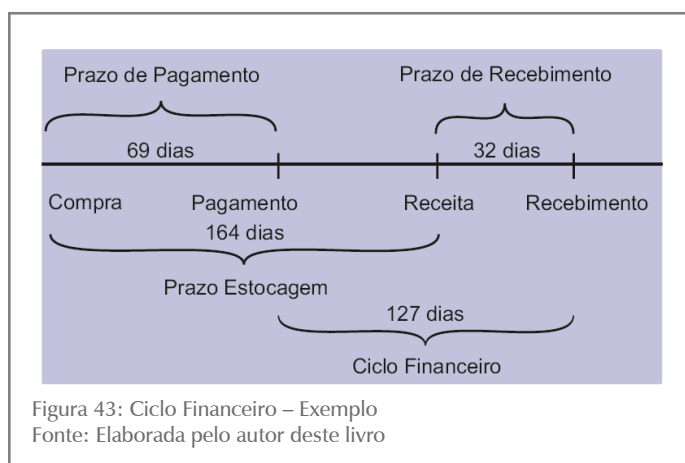 Prazo de Pagamento Prazo de Recebimento
69 dias 32 dias
Compra Pagamento Receita Recebimento
164 dias
Prazo Estocagem
127 dias
Ciclo Financeiro
Figura 43: Ciclo Financeiro – Exemplo
Fonte: Elaborada pelo autor deste livro